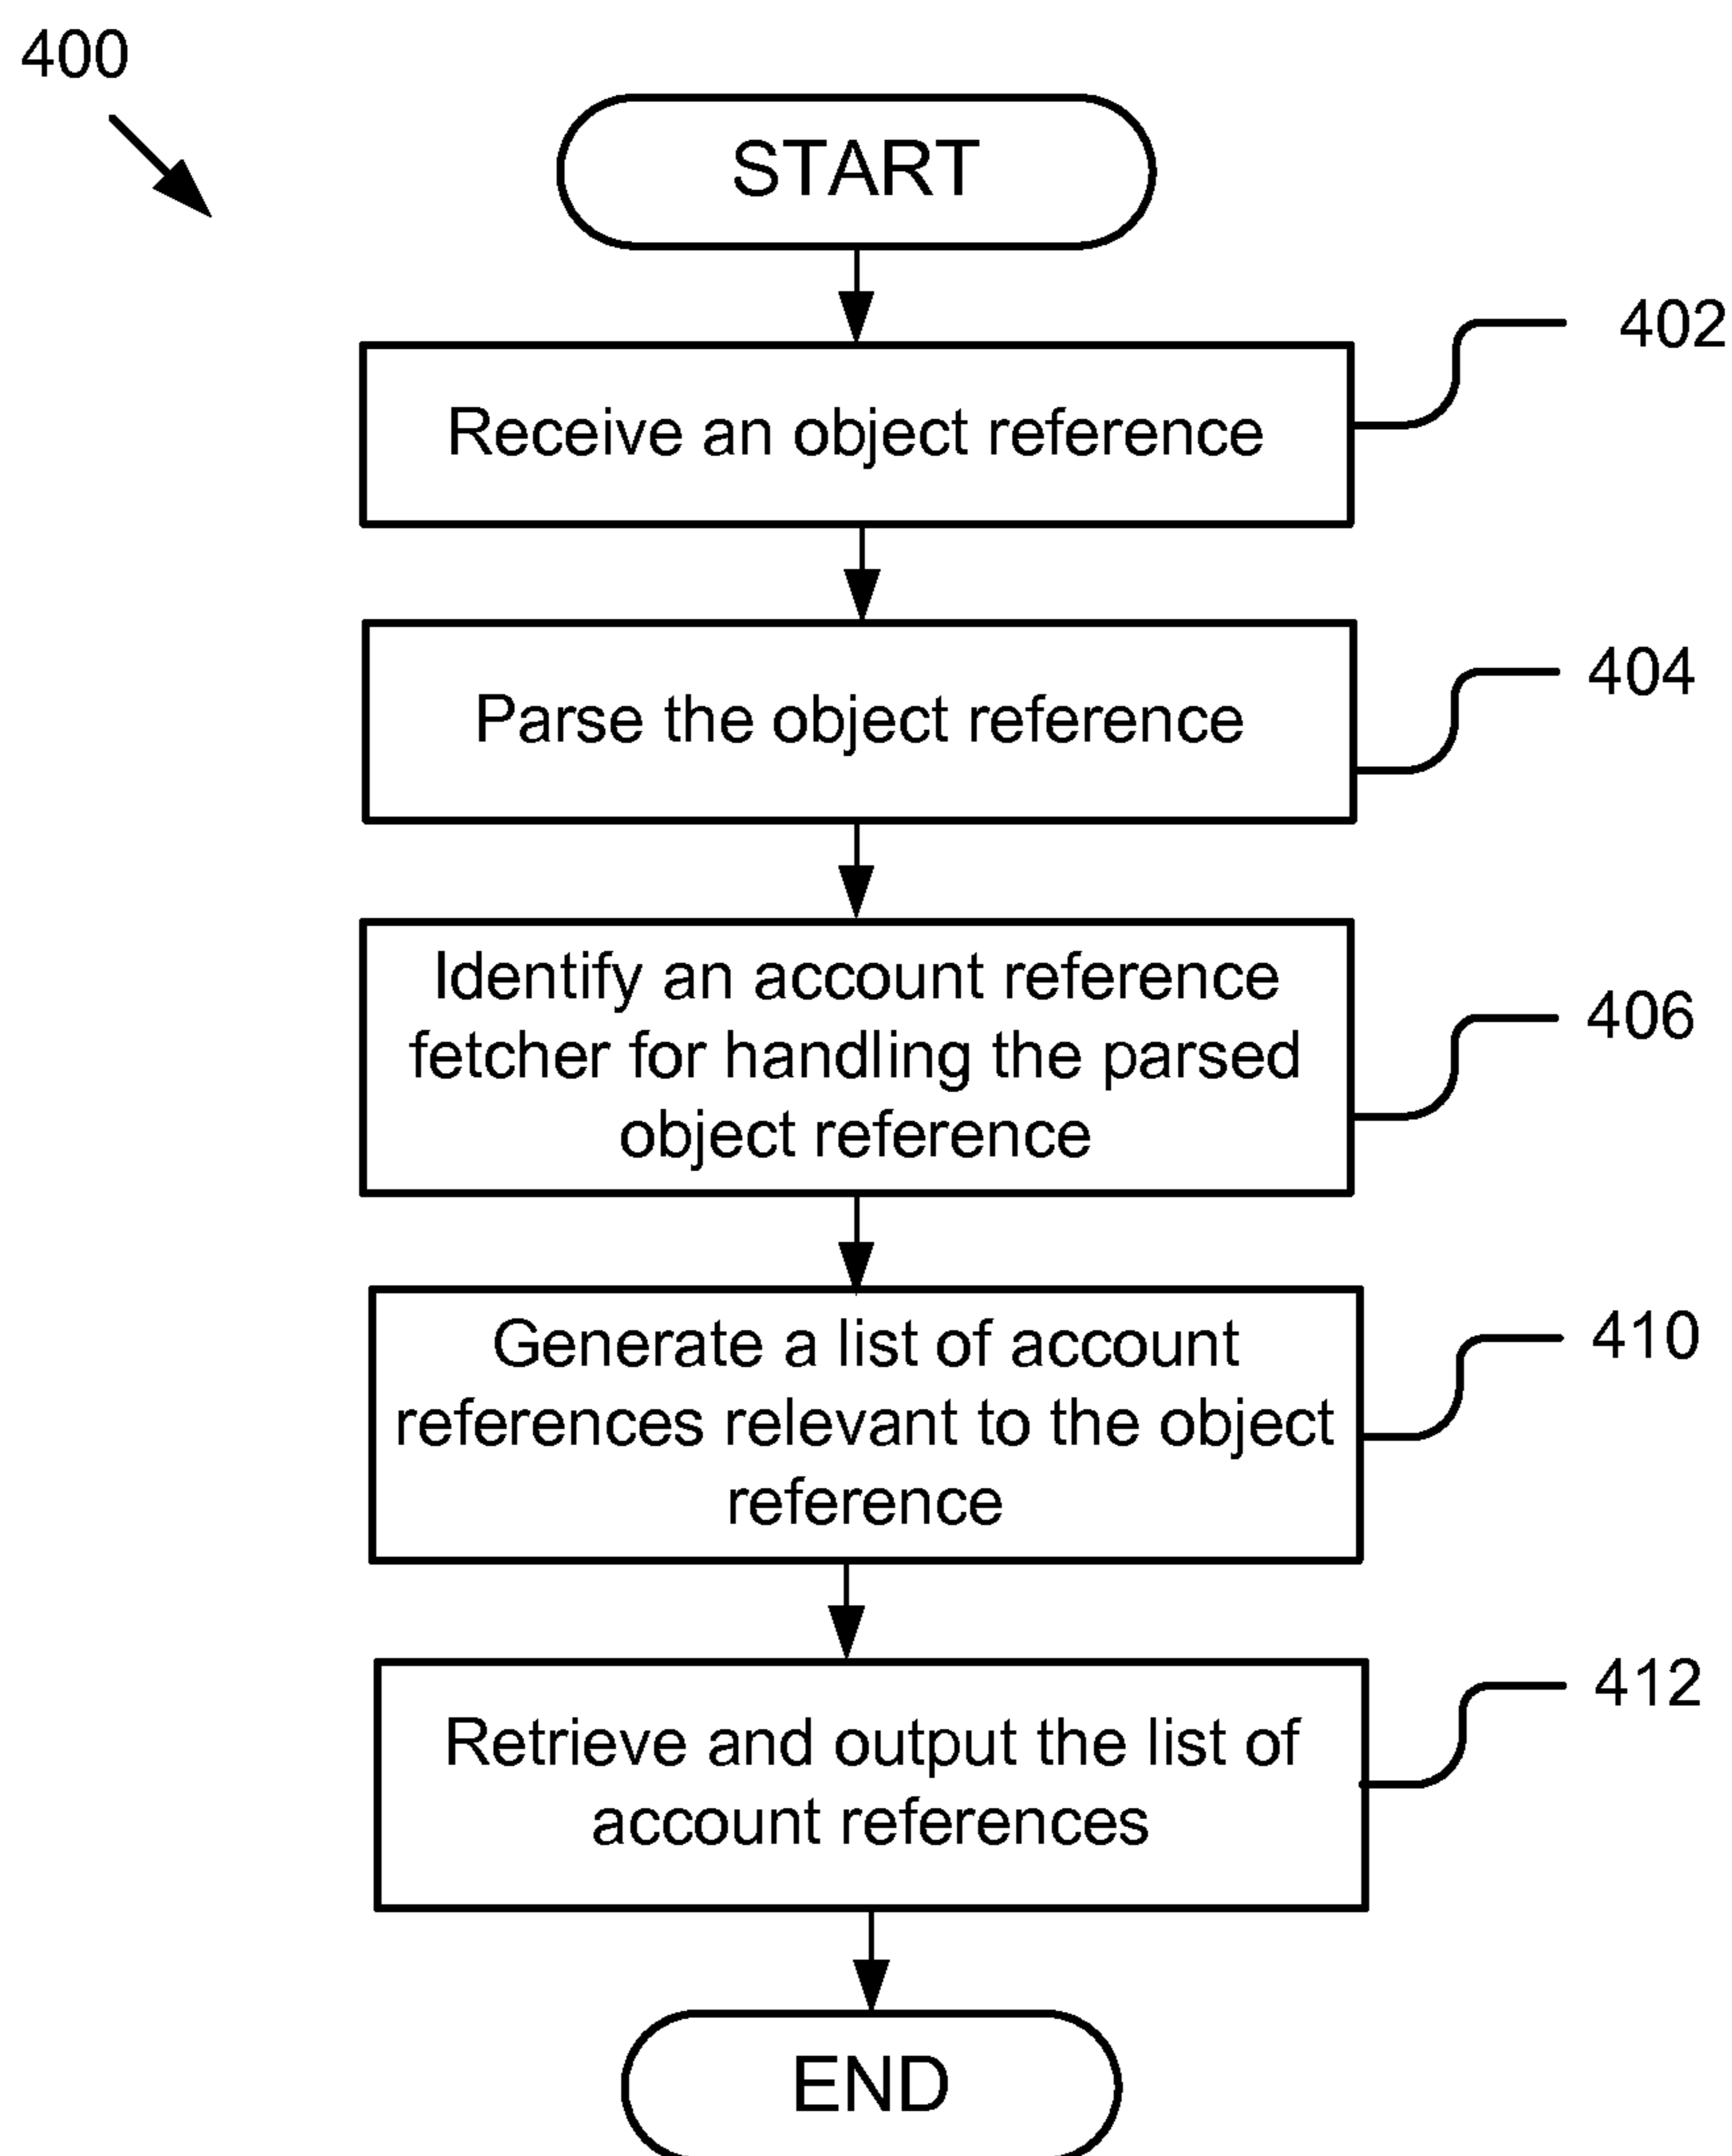 400
START
402
Receive an object reference
404
Parse the object reference
406
Identify an account reference
fetcher for handling the parsed
object reference
410
Generate a list of account
references relevant to the object
reference
412
Retrieve and output the list of
account references
END